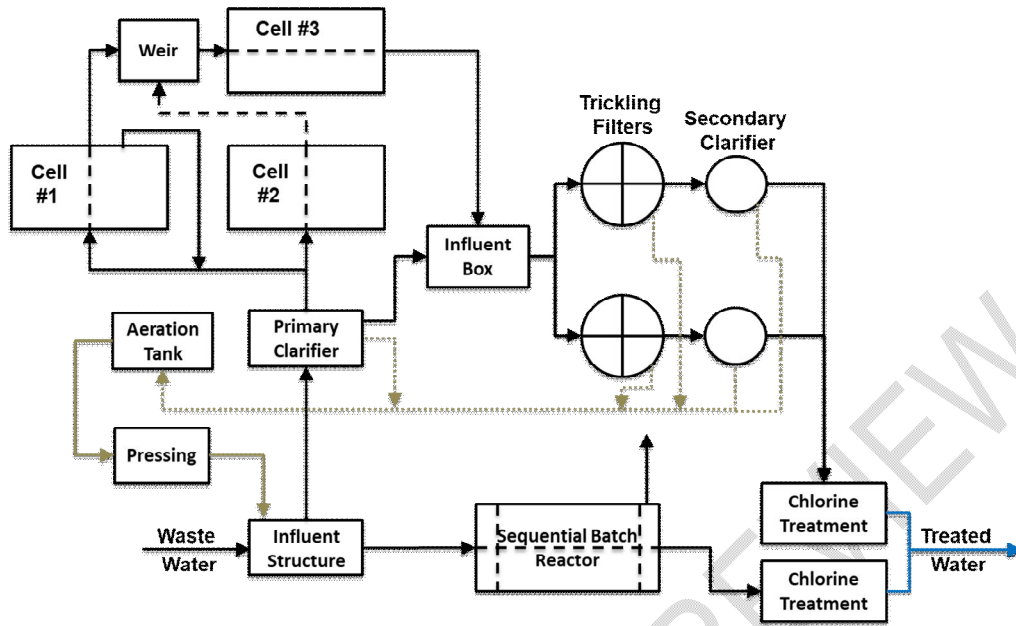 Cell #3
Weir
Trickling
Filters
Secondary
Clarifier
Cell
#1
Cell
#2
Influent
Box
Aeration
Tank
Primary
Clarifier
Pressing
Waste
Water
Influent
Structure
Sequential Batch
Reactor
Chlorine
Treatment
Chlorine
Treatment
Treated
Water
REVIEW